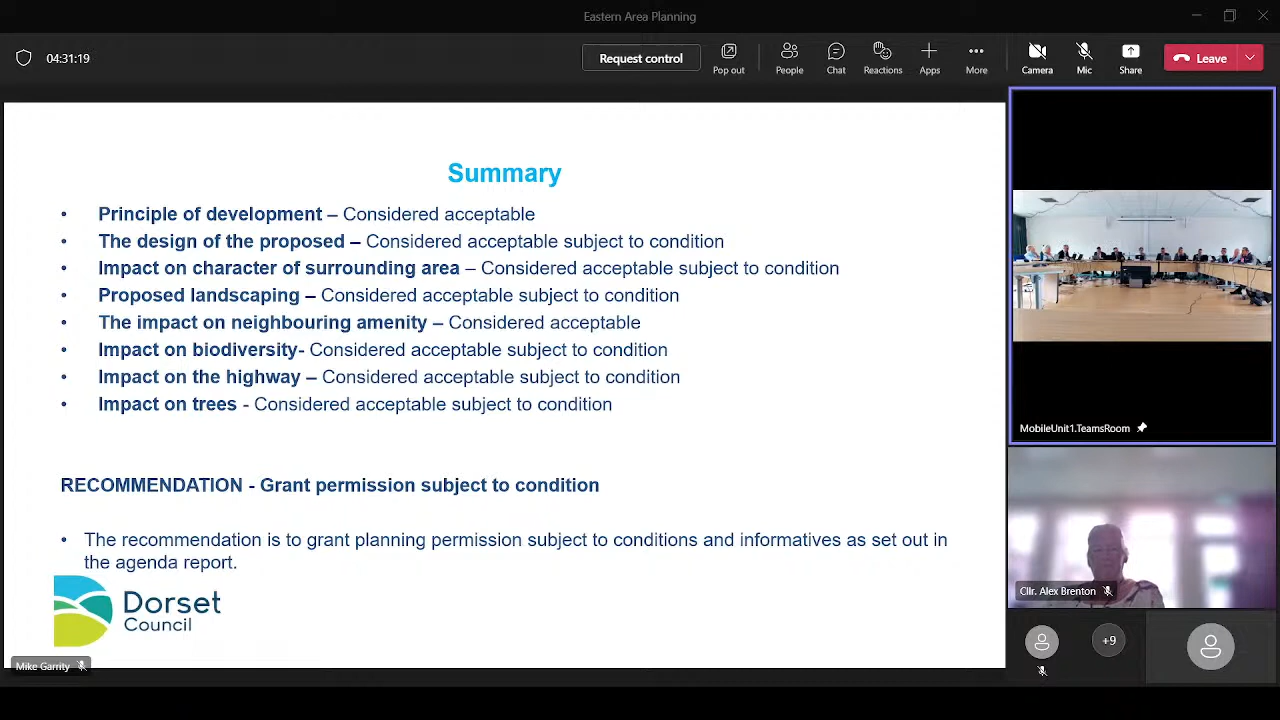 Eastern Area Planning
04:31:19
Request control
Pop out
People
Chat
Reactions
Apps
More
Camera
Mic
Share
Leave
Summary
• Principle of development – Considered acceptable
• The design of the proposed – Considered acceptable subject to condition
• Impact on character of surrounding area – Considered acceptable subject to condition
• Proposed landscaping – Considered acceptable subject to condition
• The impact on neighbouring amenity – Considered acceptable
• Impact on biodiversity- Considered acceptable subject to condition
• Impact on the highway – Considered acceptable subject to condition
• Impact on trees - Considered acceptable subject to condition
RECOMMENDATION - Grant permission subject to condition
• The recommendation is to grant planning permission subject to conditions and informatives as set out in
the agenda report.
Dorset
Council
Mike Garrity
MobileUnit1.TeamsRoom
Cllr. Alex Brenton
+9